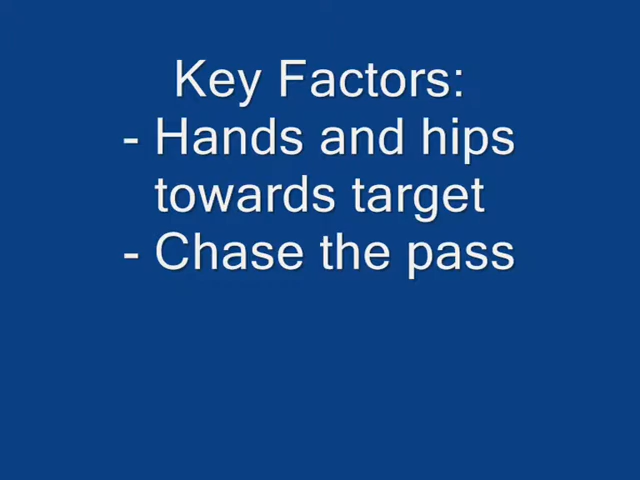 Key Factors:
- Hands and hips
towards target
- Chase the pass